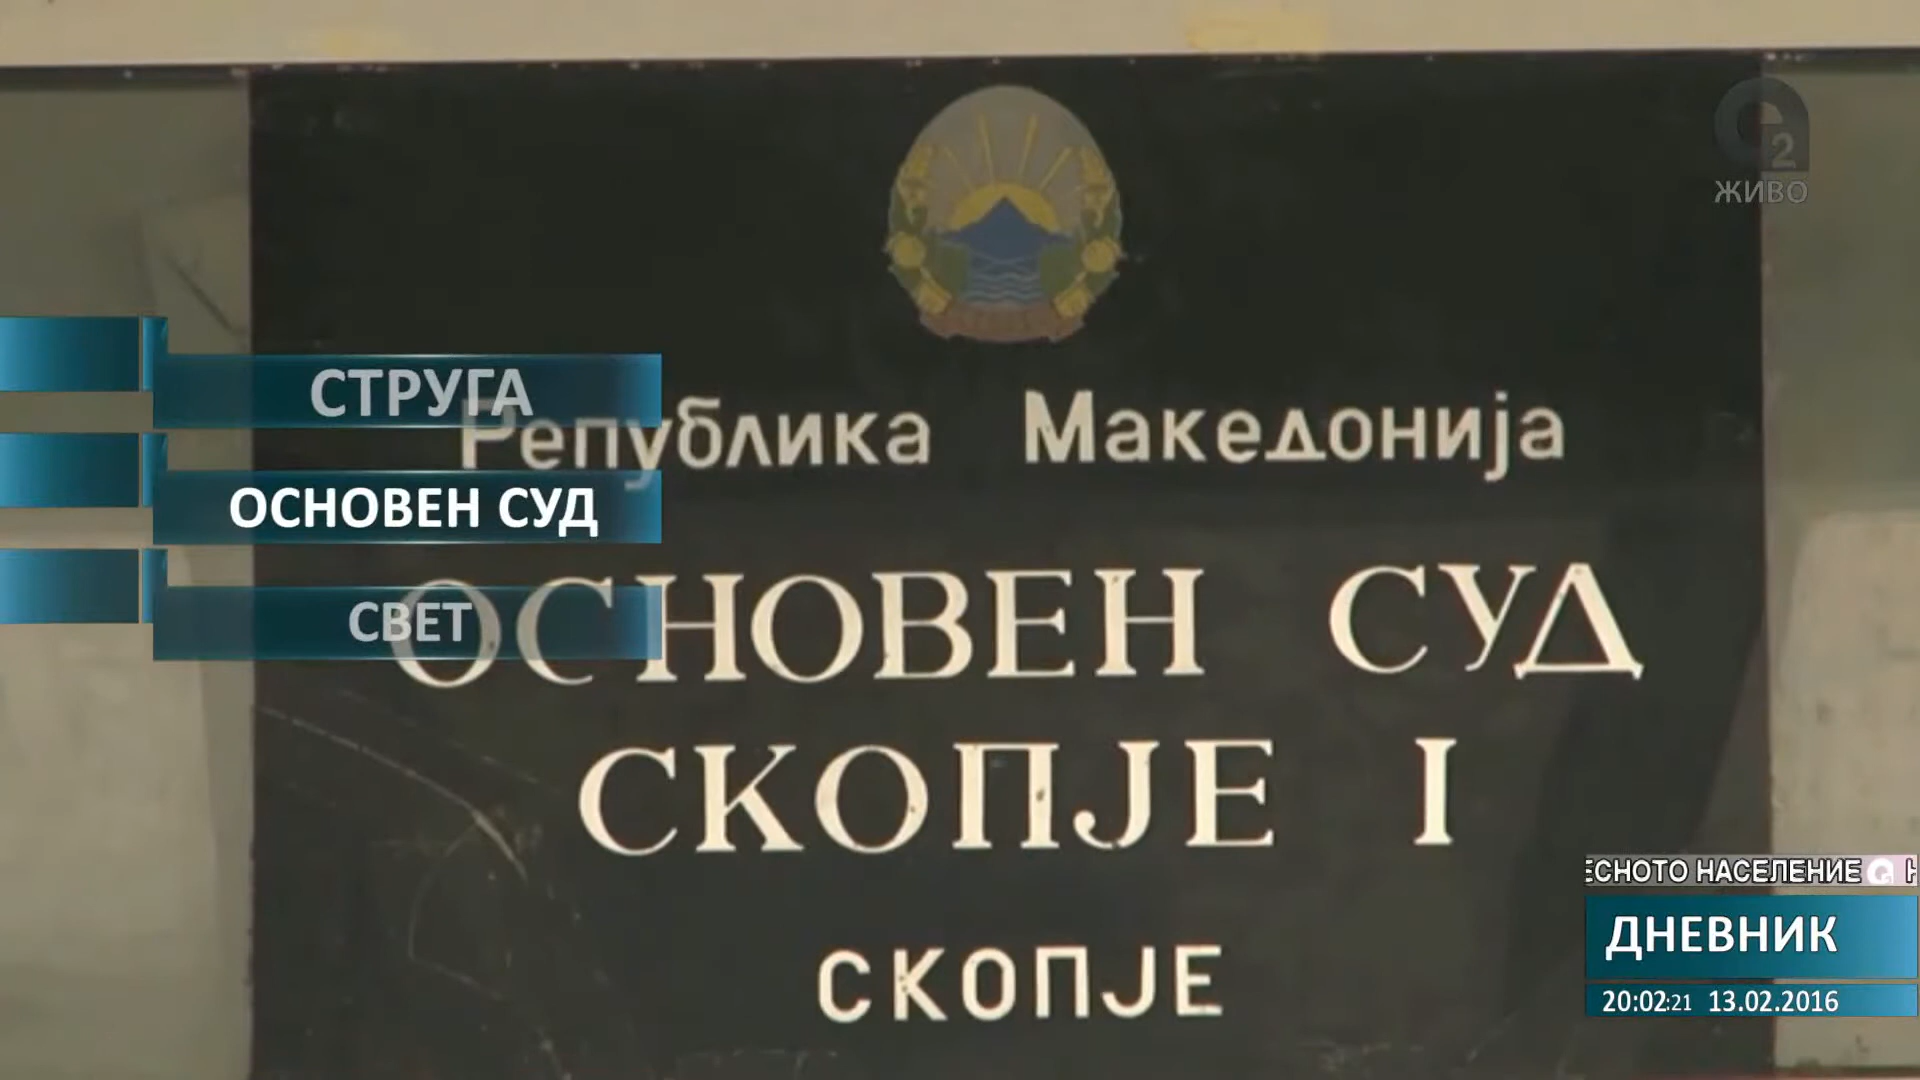 2
ЖИВО
СТРУГА
Република Македонија
ОСНОВЕН СУД
ОСНОВЕН СУД
СВЕТ
СКОПЈЕ I
СКОПЈЕ
НАСЕЛЕНИЕ
ДНЕВНИК
20:02:21 13.02.2016